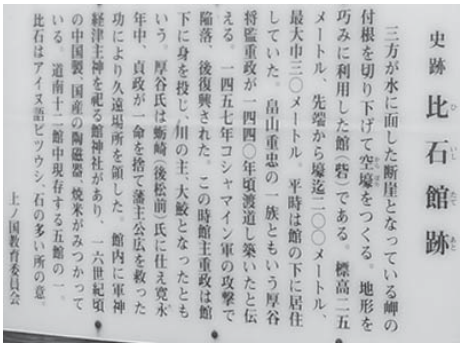 史跡 比石館跡
ひ いし たて あと
三方が水に面した断崖となっている岬の
付根を切り下げて空壕をつくる。地形を
巧みに利用した館(砦)である。標高二五
メートル、先端から壕迄二〇〇メートル、
最大巾三〇メートル。平時は館の下に居住
していた。畠山重忠の一族ともいう厚谷
将監重政が一四四〇年頃渡道し築いたと伝
える。一四五七年コシャマイン軍の攻撃で
陥落、後復興された。この時館主重政は館
下に身を投じ、川の主、大鮫となったとも
いう。厚谷氏は蛎崎(後松前)氏に仕え寛永
年中、貞政が一命を捨て藩主公広を救った
功により久遠場所を領した。館内に軍神
経津主神を祀る館神社があり、一六世紀頃
の中国製、国産の陶磁器、焼米がみつかって
いる。道南十二館中現存する五館の一。
比石はアイヌ語ピツウシ、石の多い所の意。
上ノ国教育委員会